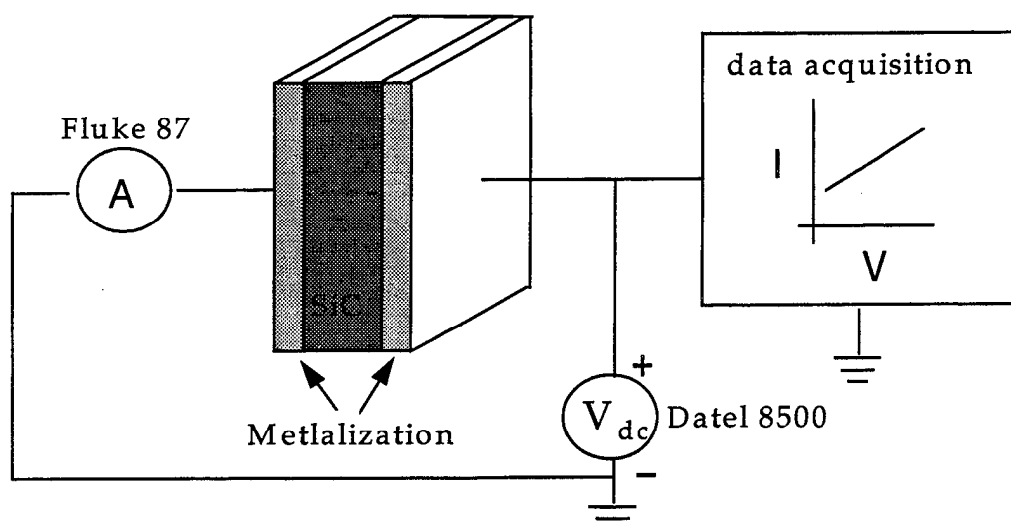 data acquisition
Fluke 87
A
I
V
SiC
+
V dc
Datel 8500
-
Metlalization